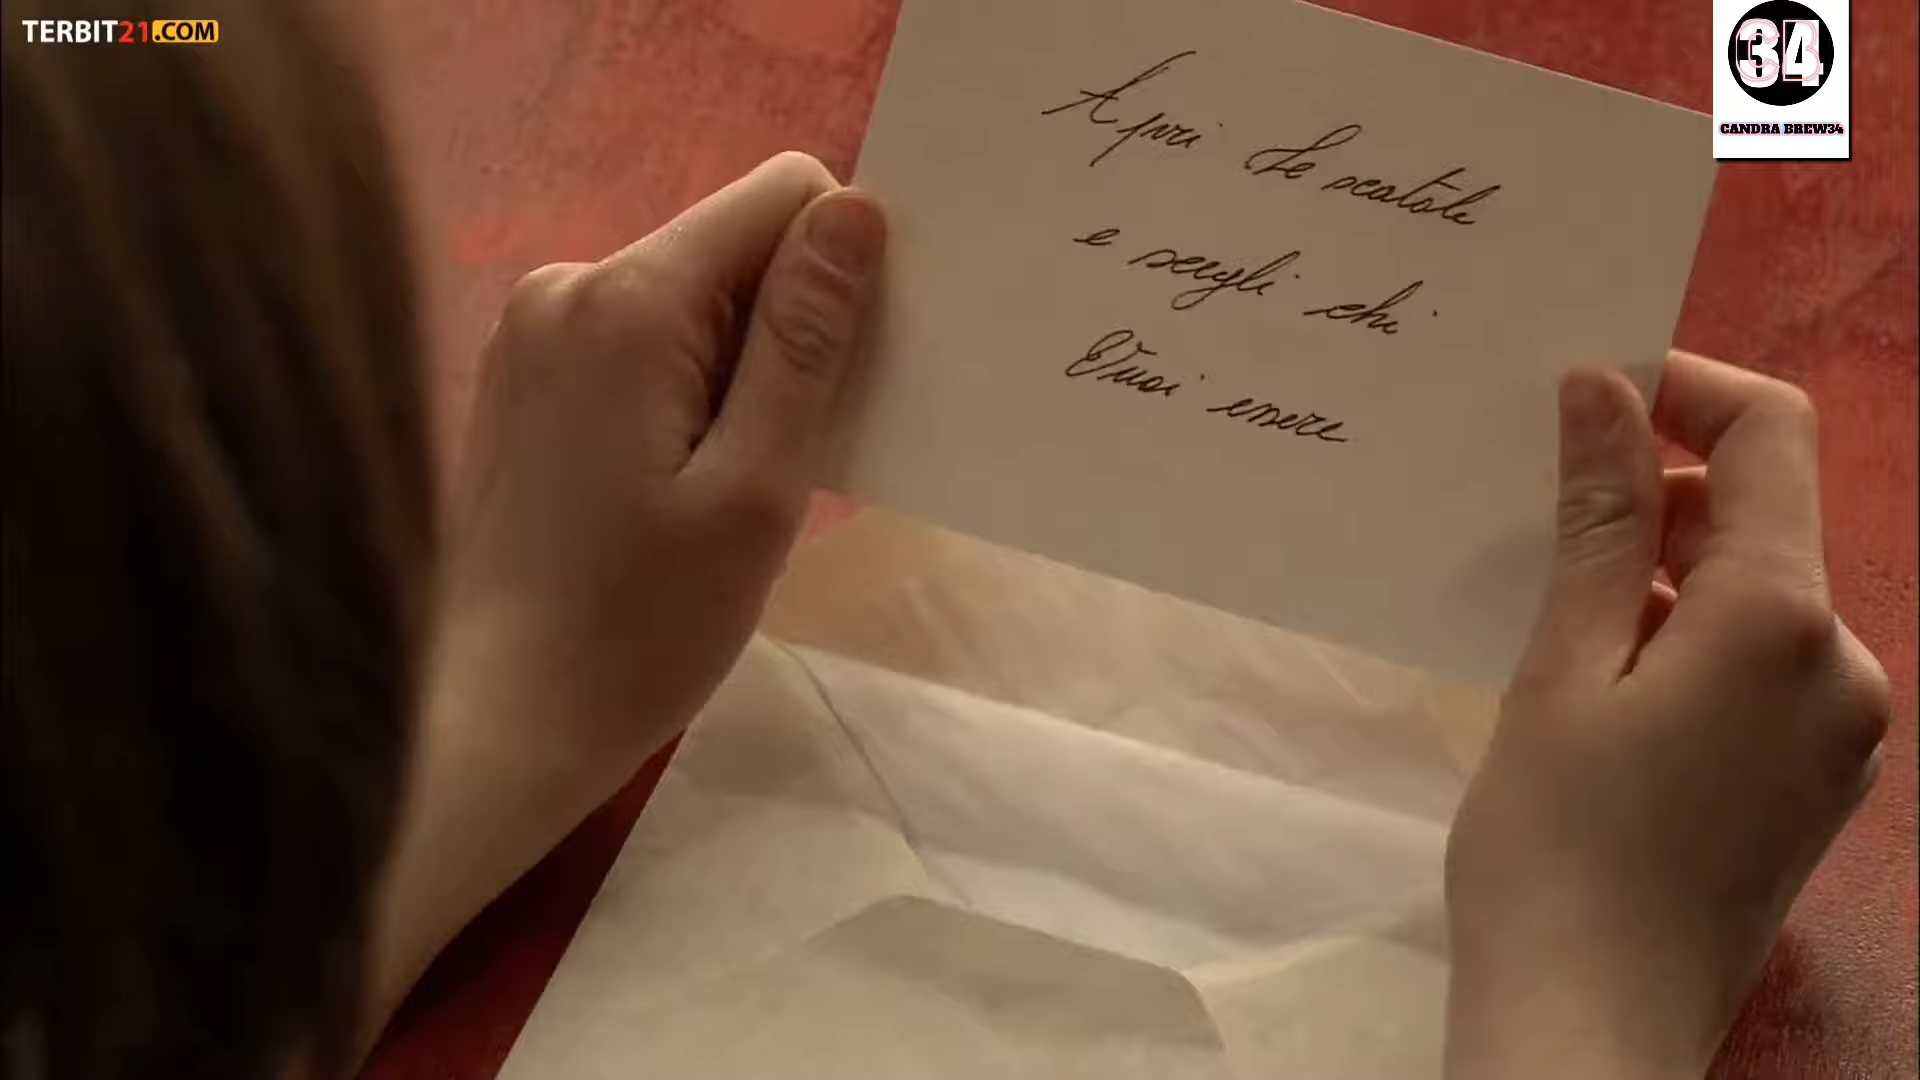 TERBIT21.COM
34
CANDRA BREW34
Apri le scatole
e scegli chi
Vuoi essere